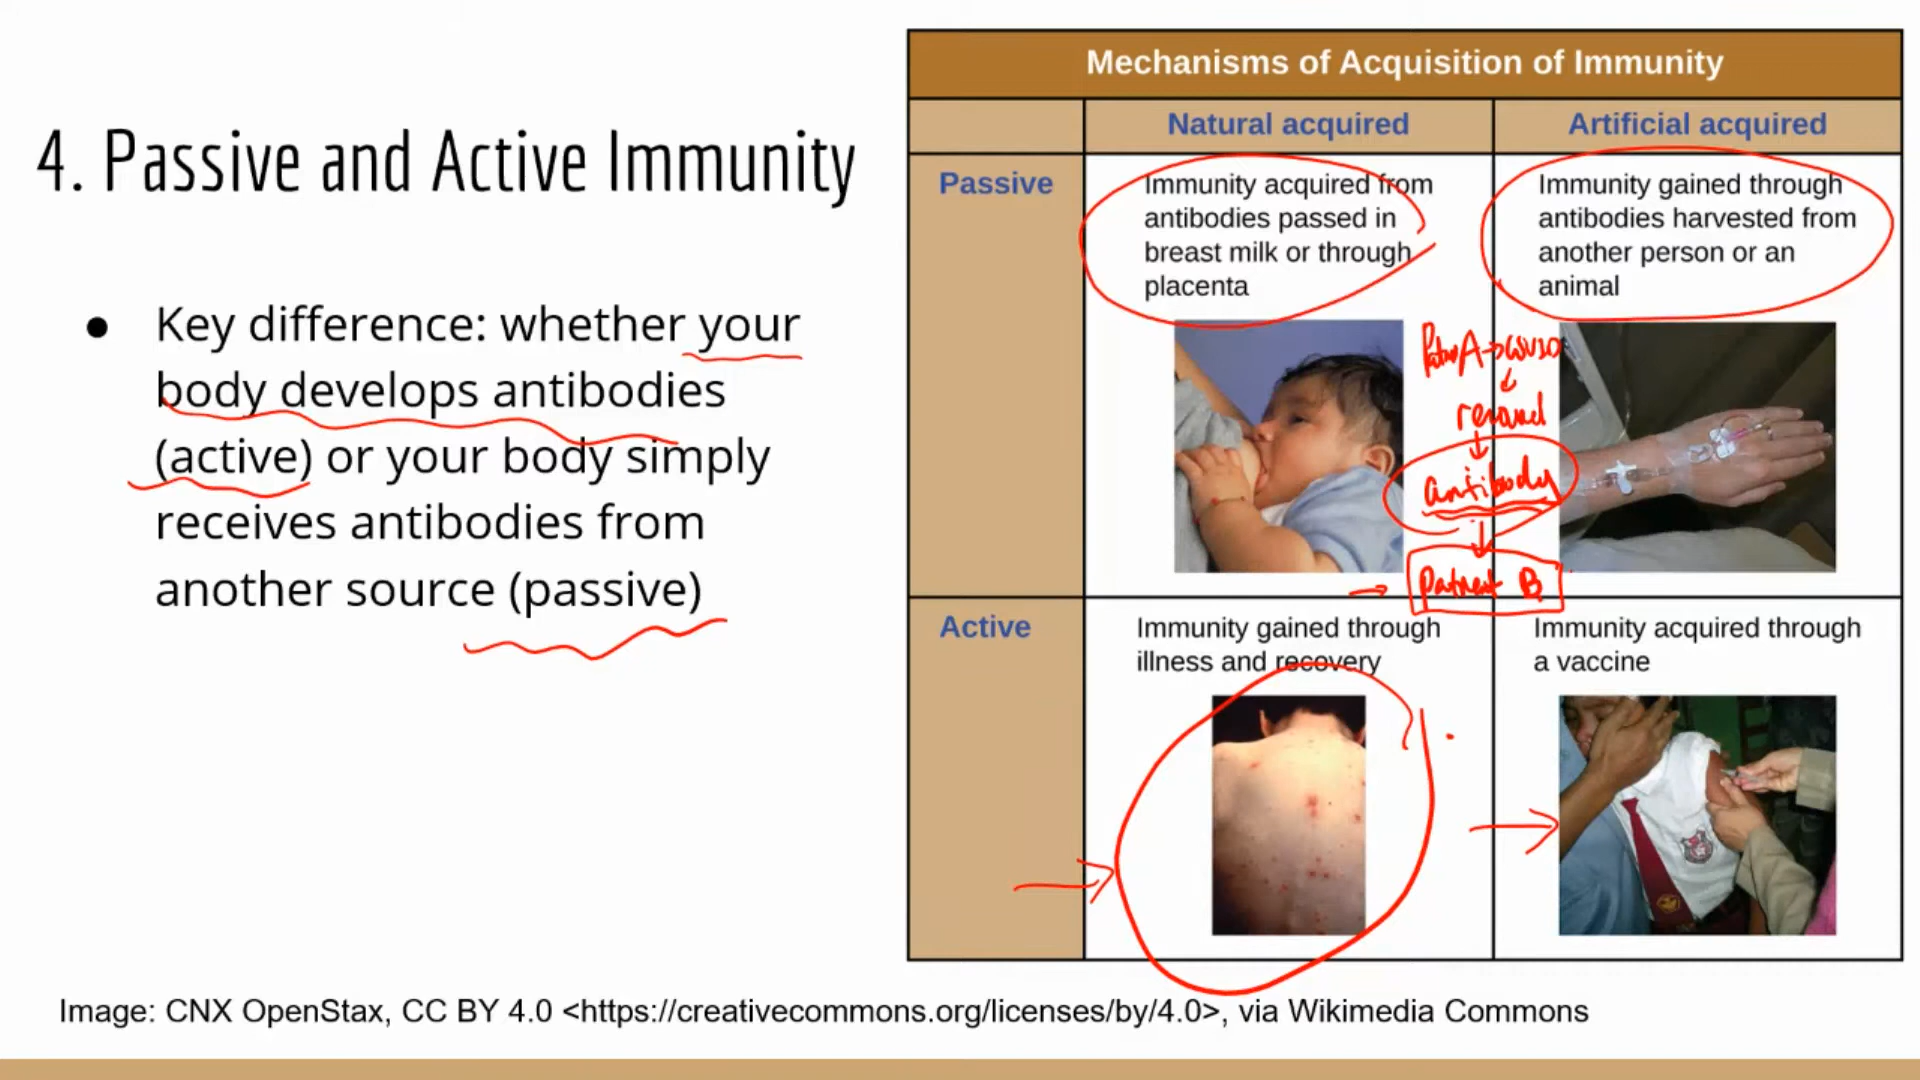 4. Passive and Active Immunity
● Key difference: whether your
body develops antibodies
(active) or your body simply
receives antibodies from
another source (passive)
Mechanisms of Acquisition of Immunity
Natural acquired
Artificial acquired
Passive
Immunity acquired from
antibodies passed in
breast milk or through
placenta
Immunity gained through
antibodies harvested from
another person or an
animal
A →
antibody
Patient B
Active
Immunity gained through
illness and recovery
Immunity acquired through
a vaccine
Image: CNX OpenStax, CC BY 4.0 <https://creativecommons.org/licenses/by/4.0>, via Wikimedia Commons